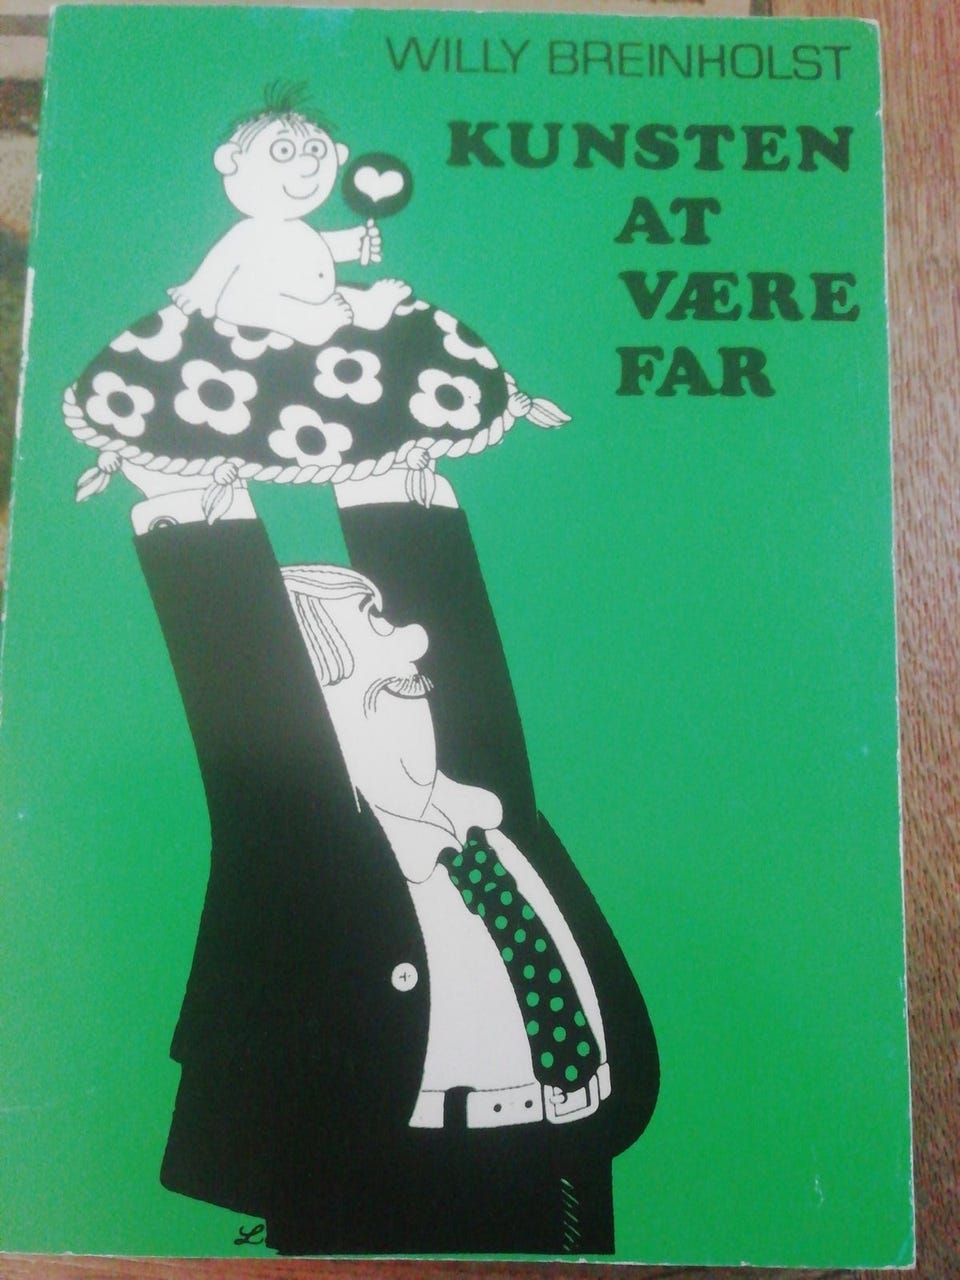 WILLY BREINHOLST
KUNSTEN
AT
VÆRE
FAR